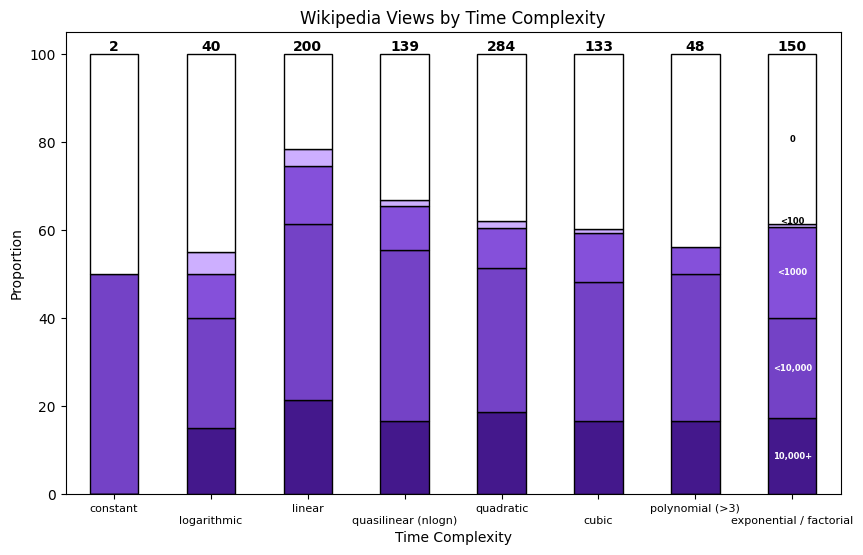 Wikipedia Views by Time Complexity
2
40
200
139
284
133
48
150
100
80
60
40
20
0
Proportion
0
<100
<1000
<10,000
10,000+
constant
logarithmic
linear
quasilinear (nlogn)
quadratic
cubic
polynomial (>3)
exponential / factorial
Time Complexity